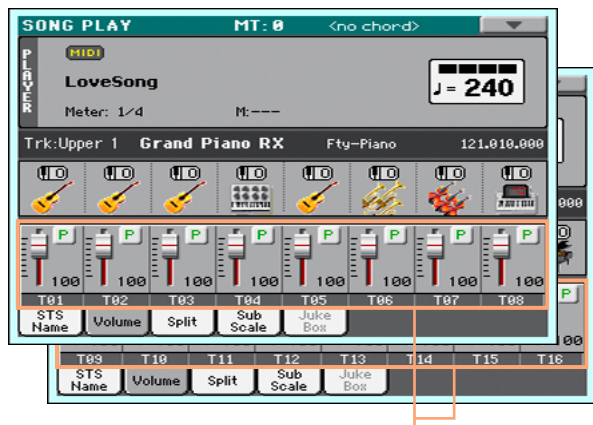 SONG PLAY MT: 0 <no chord>
PLAYER
MIDI
LoveSong
♩= 240
Meter: 1/4 M:---
Trk:Upper 1 Grand Piano RX Fty-Piano 121.010.000
000
P P P P P P P P
100 100 100 100 100 100 100 100
T01 T02 T03 T04 T05 T06 T07 T08
P
00
STS Name Volume Split Sub Scale Juke Box
T09 T10 T11 T12 T13 T14 T15 T16
STS Name Volume Split Sub Scale Juke Box